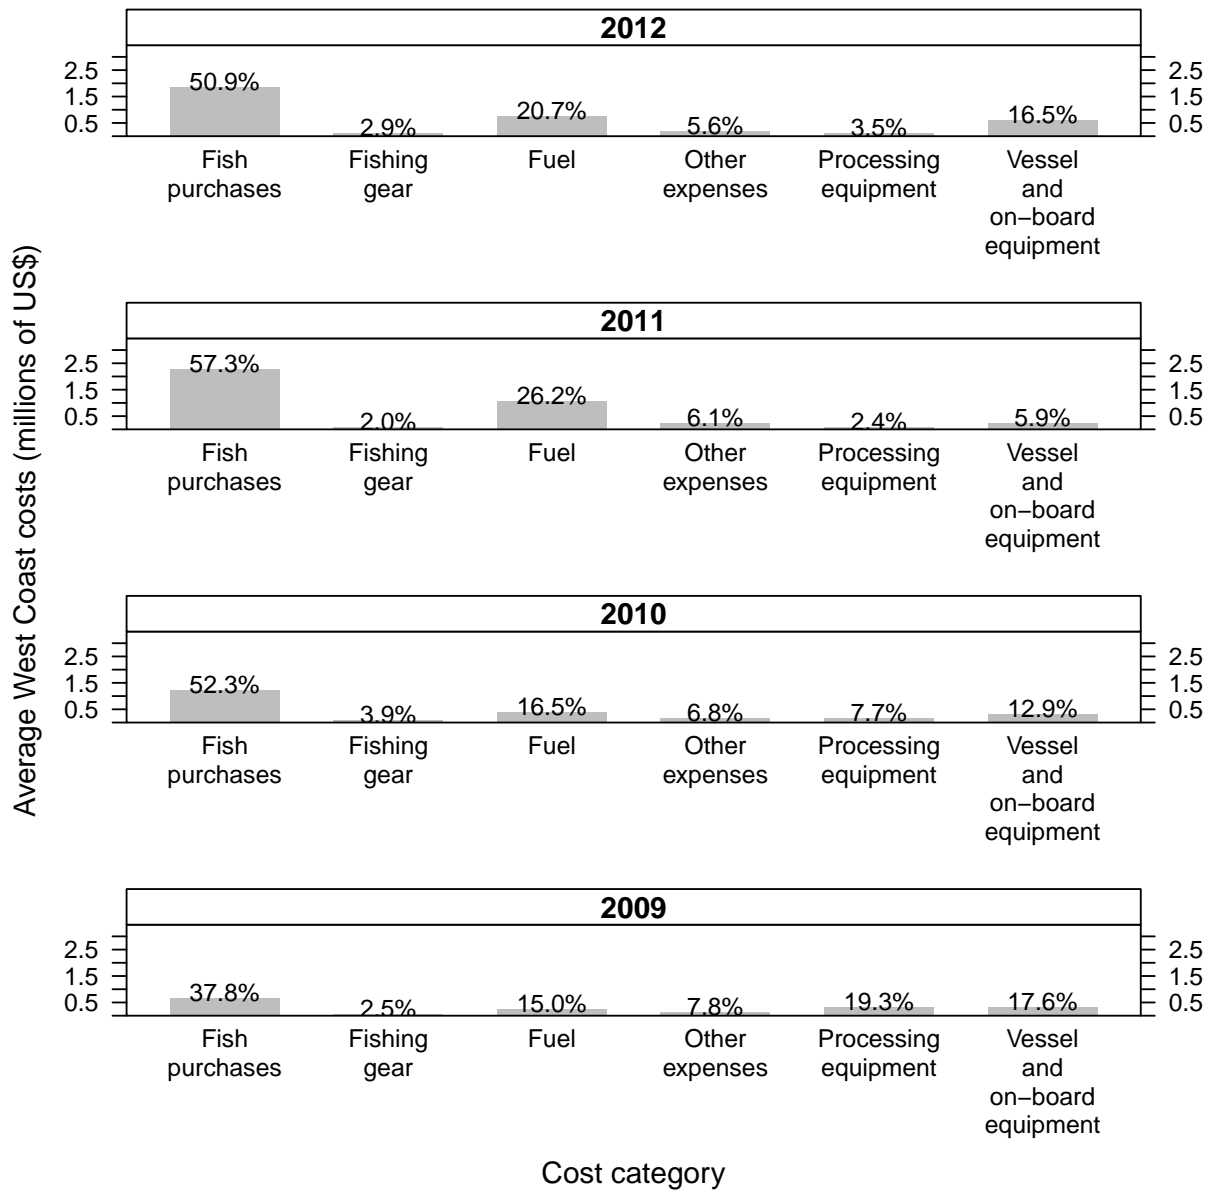 2012
2.5
1.5
0.5
50.9%
2.9%
20.7%
5.6%
3.5%
16.5%
2.5
1.5
0.5
Fish
purchases
Fishing
gear
Fuel
Other
expenses
Processing
equipment
Vessel
and
on−board
equipment
2011
2.5
1.5
0.5
57.3%
2.0%
26.2%
6.1%
2.4%
5.9%
2.5
1.5
0.5
Fish
purchases
Fishing
gear
Fuel
Other
expenses
Processing
equipment
Vessel
and
on−board
equipment
2010
2.5
1.5
0.5
52.3%
3.9%
16.5%
6.8%
7.7%
12.9%
2.5
1.5
0.5
Fish
purchases
Fishing
gear
Fuel
Other
expenses
Processing
equipment
Vessel
and
on−board
equipment
2009
2.5
1.5
0.5
37.8%
2.5%
15.0%
7.8%
19.3%
17.6%
2.5
1.5
0.5
Fish
purchases
Fishing
gear
Fuel
Other
expenses
Processing
equipment
Vessel
and
on−board
equipment
Average West Coast costs (millions of US$)
Cost category